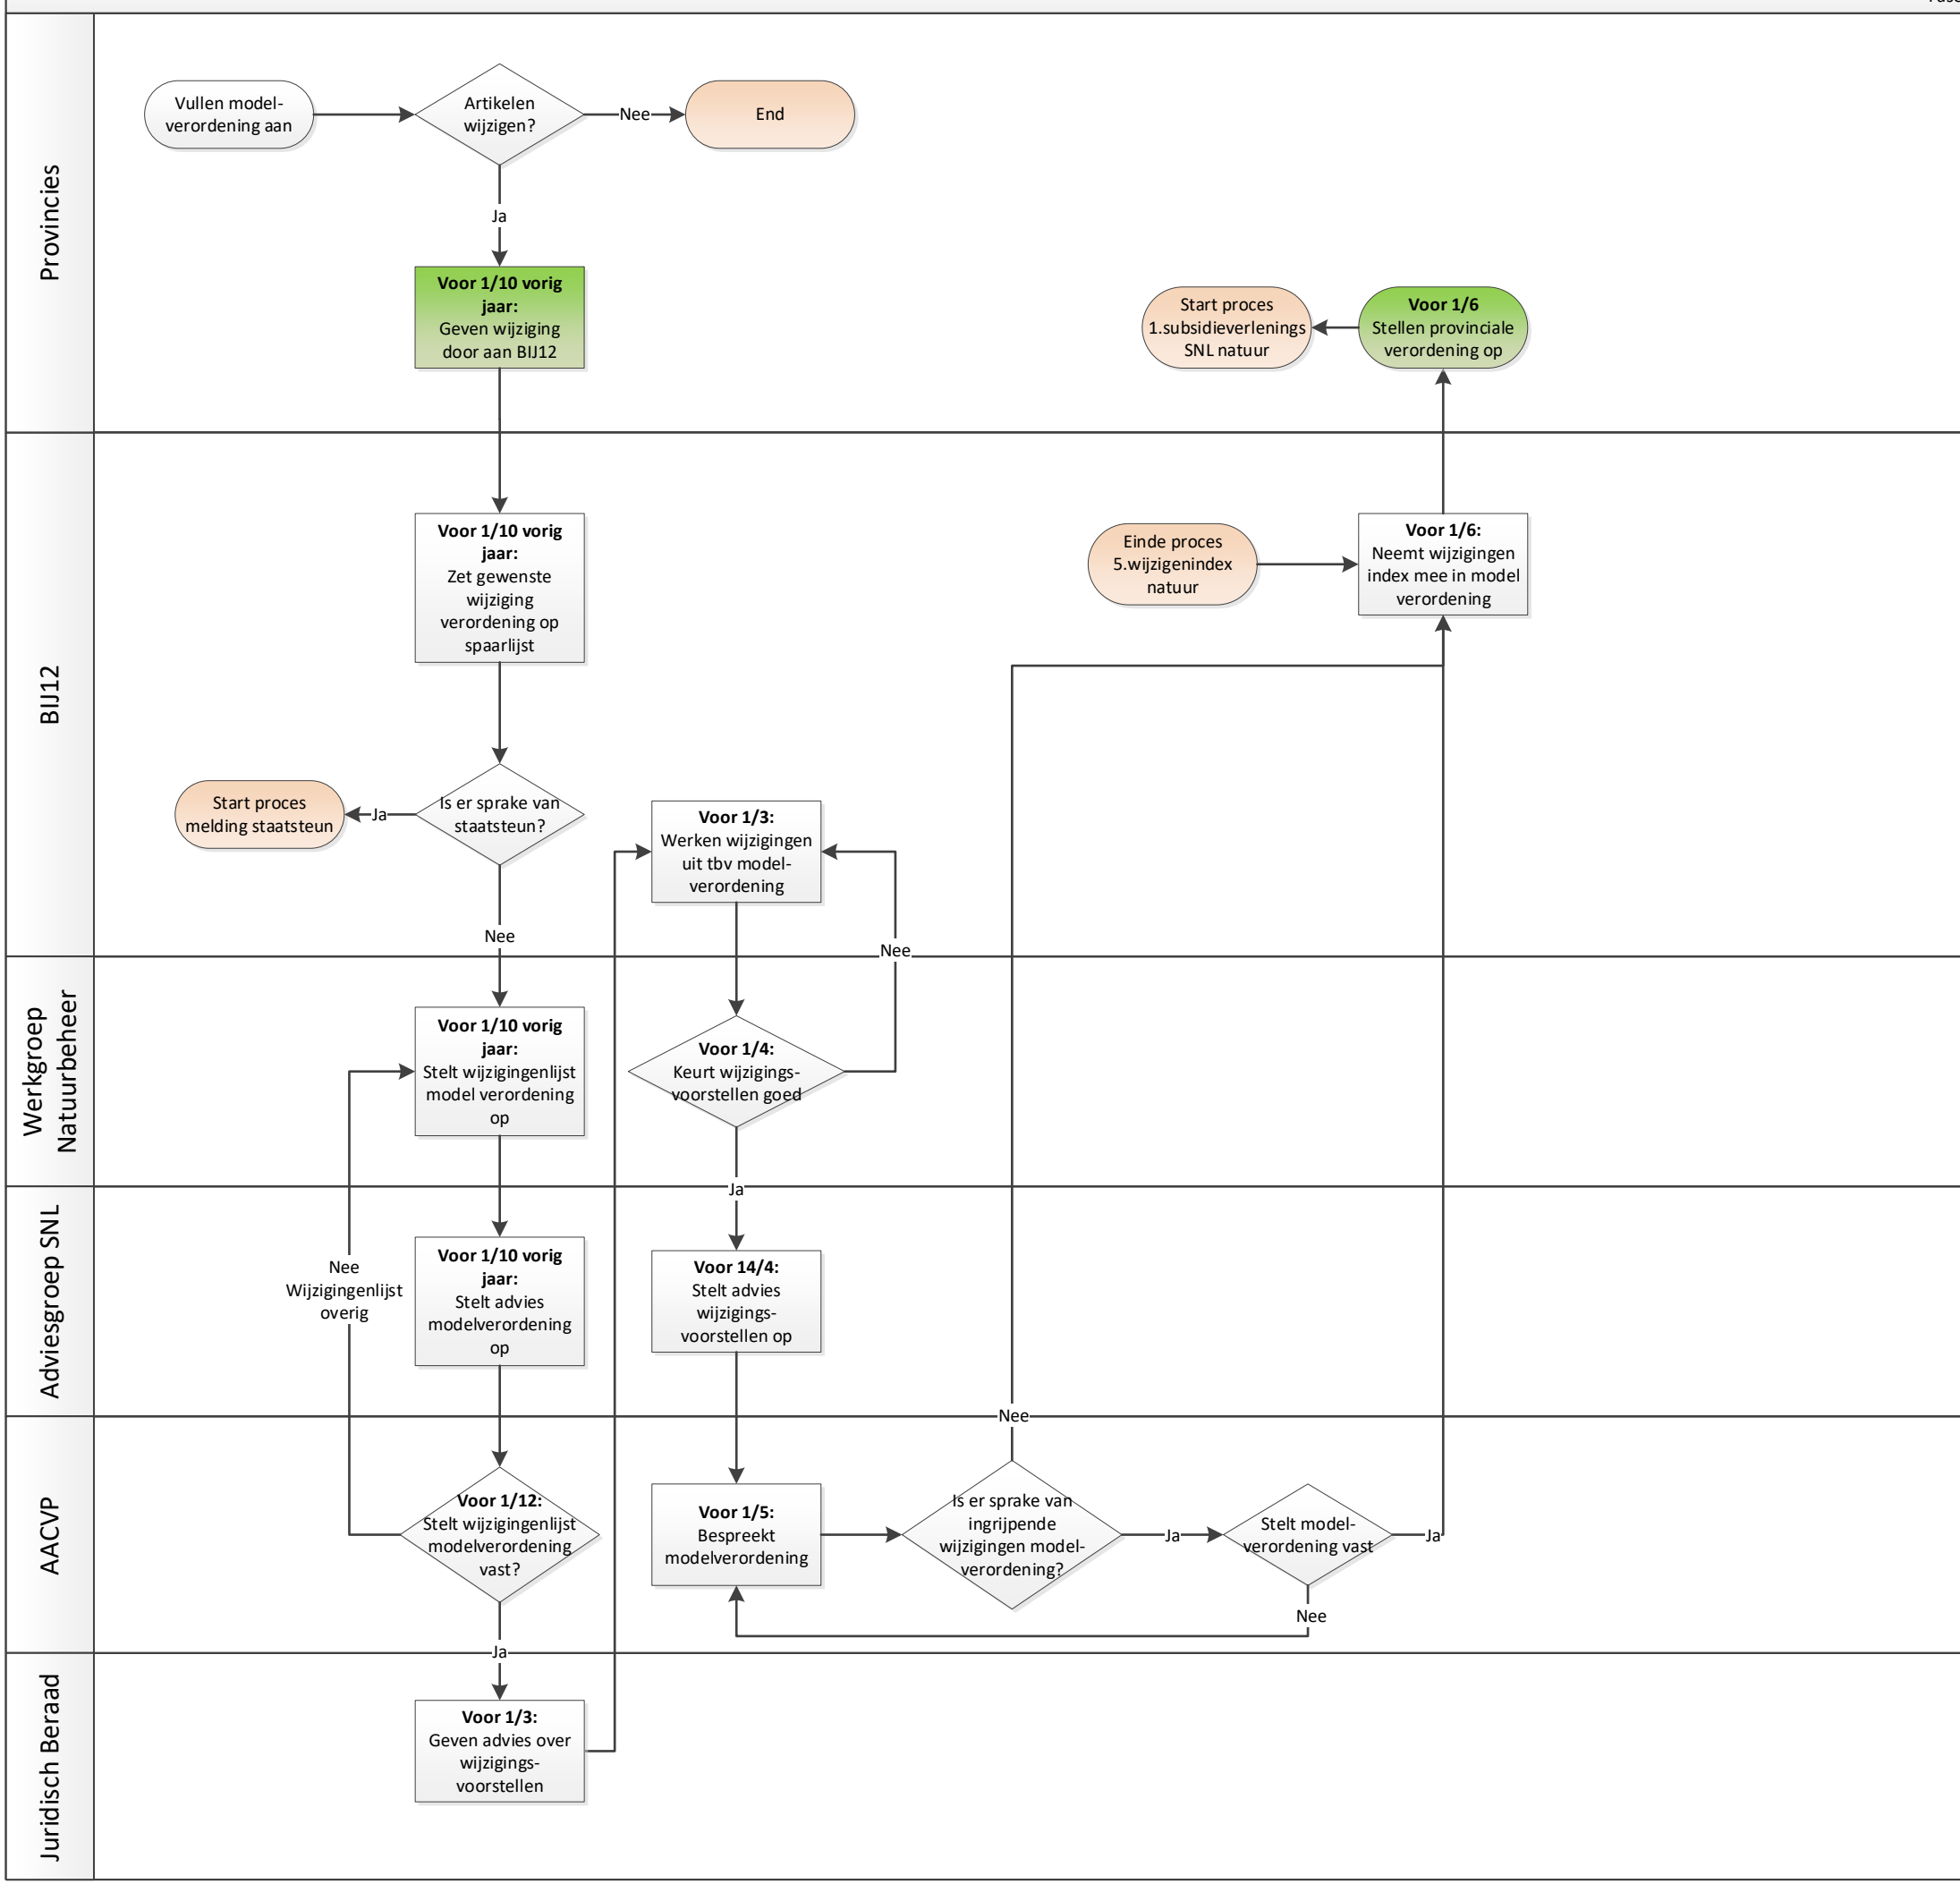 Provincies
Vullen model-
verordening aan
Artikelen
wijzigen?
Nee
End
Ja
Voor 1/10 vorig
jaar:
Geven wijziging
door aan BIJ12
Start proces
1.subsidieverlenings
SNL natuur
Voor 1/6
Stellen provinciale
verordening op
BIJ12
Voor 1/10 vorig
jaar:
Zet gewenste
wijziging
verordening op
spaarlijst
Einde proces
5.wijzigenindex
natuur
Voor 1/6:
Neemt wijzigingen
index mee in model
verordening
Start proces
melding staatsteun
Ja
Is er sprake van
staatsteun?
Nee
Voor 1/3:
Werken wijzigingen
uit tbv model-
verordening
Nee
Werkgroep
Natuurbeheer
Voor 1/10 vorig
jaar:
Stelt wijzigingenlijst
model verordening
op
Voor 1/4:
Keurt wijzigings-
voorstellen goed
Ja
Adviesgroep SNL
Nee
Wijzigingenlijst
overig
Voor 1/10 vorig
jaar:
Stelt advies
modelverordening
op
Voor 14/4:
Stelt advies
wijzigings-
voorstellen op
Nee
AACVP
Voor 1/12:
Stelt wijzigingenlijst
modelverordening
vast?
Voor 1/5:
Bespreekt
modelverordening
Is er sprake van
ingrijpende
wijzigingen model-
verordening?
Ja
Stelt model-
verordening vast
Ja
Nee
Ja
Juridisch Beraad
Voor 1/3:
Geven advies over
wijzigings-
voorstellen